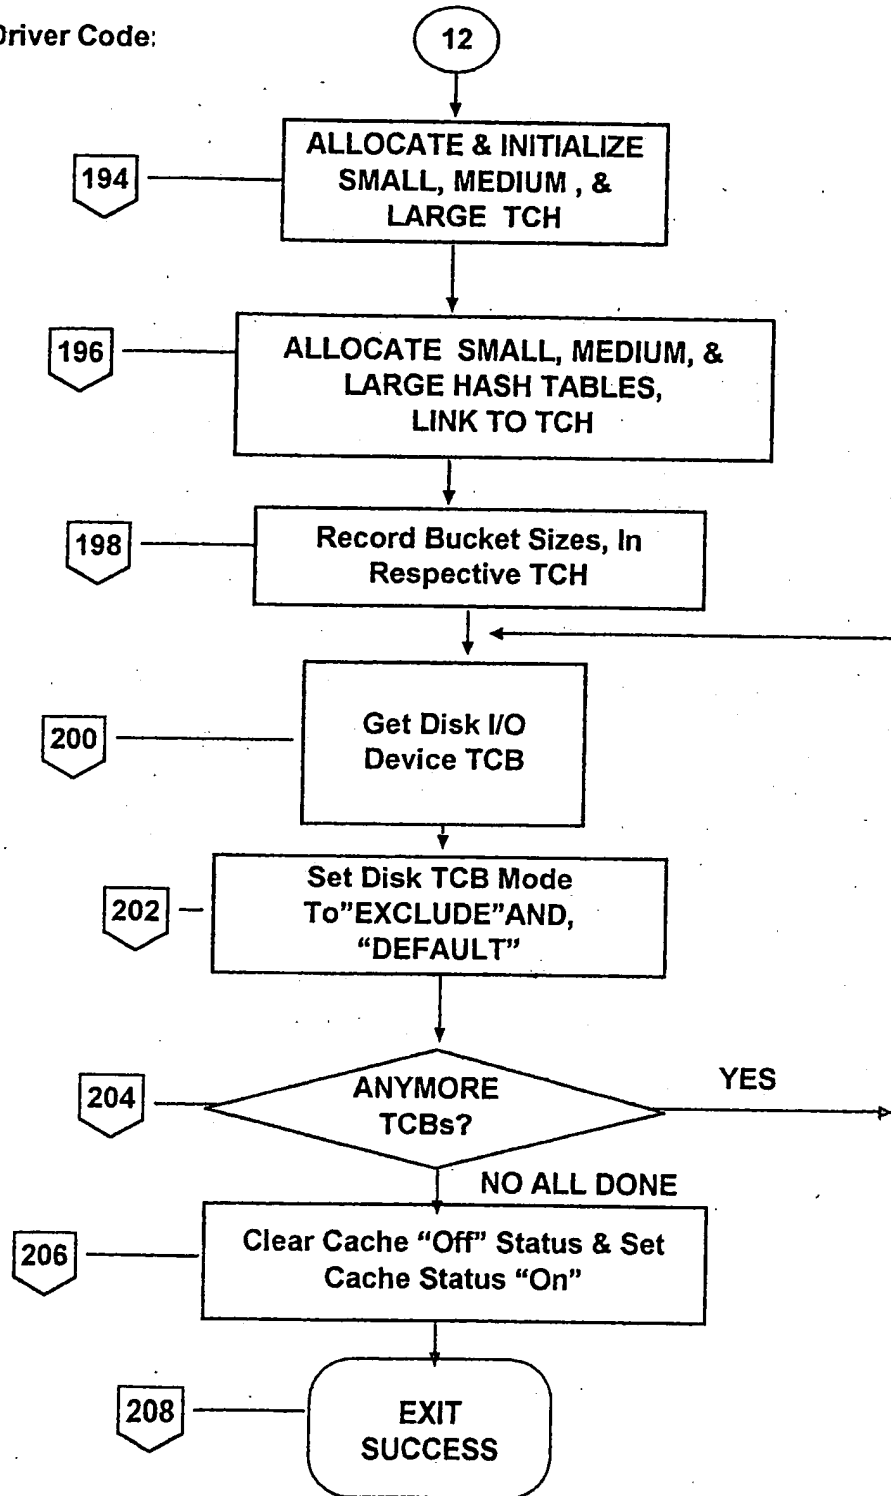 Driver Code:
12
194
ALLOCATE & INITIALIZE
SMALL, MEDIUM , &
LARGE TCH
196
ALLOCATE SMALL, MEDIUM, &
LARGE HASH TABLES,
LINK TO TCH
198
Record Bucket Sizes, In
Respective TCH
200
Get Disk I/O
Device TCB
202
Set Disk TCB Mode
To"EXCLUDE"AND,
“DEFAULT”
204
ANYMORE
TCBs?
YES
NO ALL DONE
206
Clear Cache “Off” Status & Set
Cache Status “On”
208
EXIT
SUCCESS